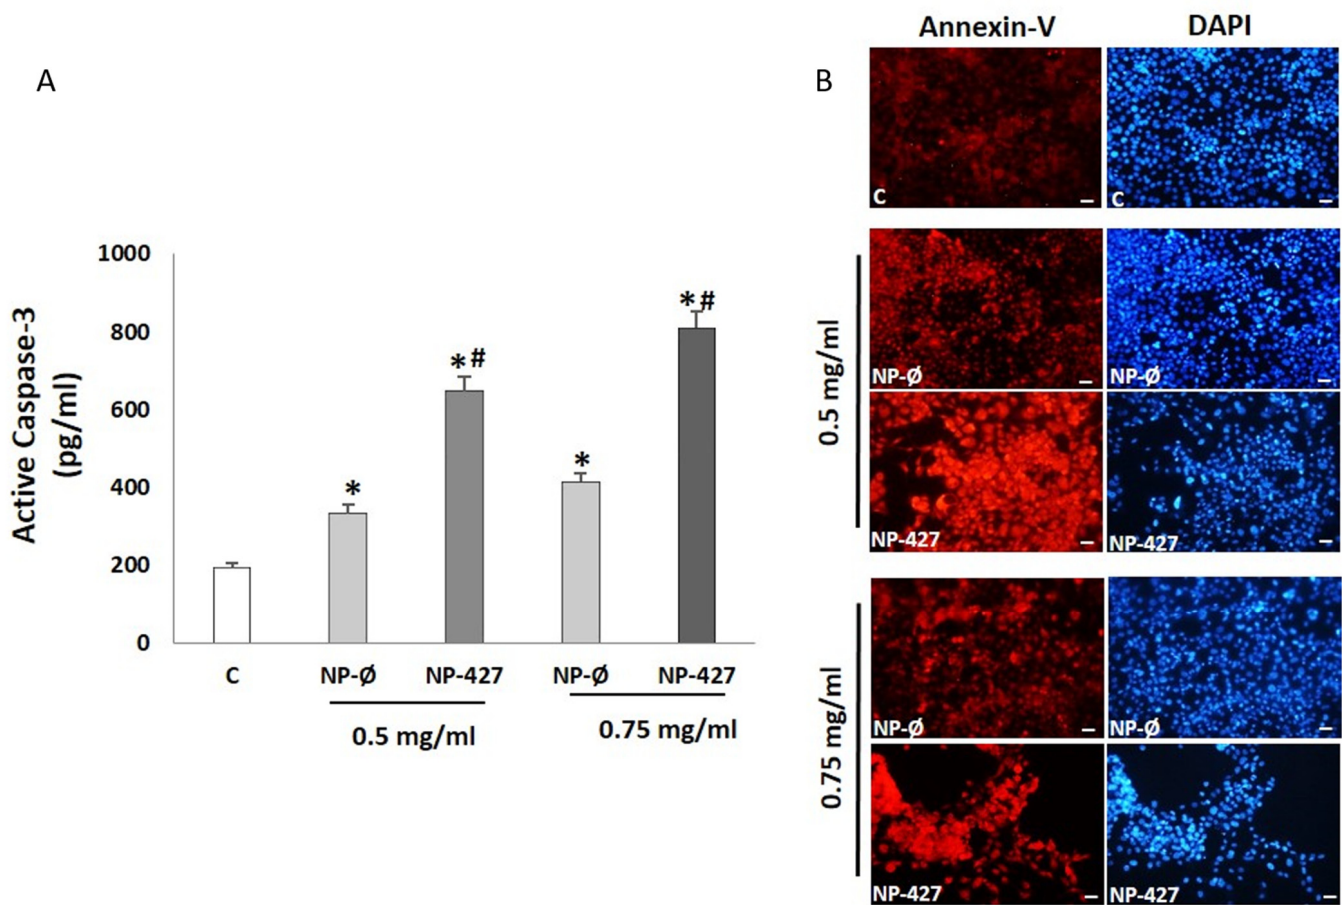 A
Active Caspase-3
(pg/ml)
1000
800
600
400
200
0
*
*#
*
*#
C NP-Ø NP-427 NP-Ø NP-427
0.5 mg/ml 0.75 mg/ml
B
Annexin-V DAPI
C C
0.5 mg/ml
NP-Ø NP-Ø
NP-427 NP-427
0.75 mg/ml
NP-Ø NP-Ø
NP-427 NP-427